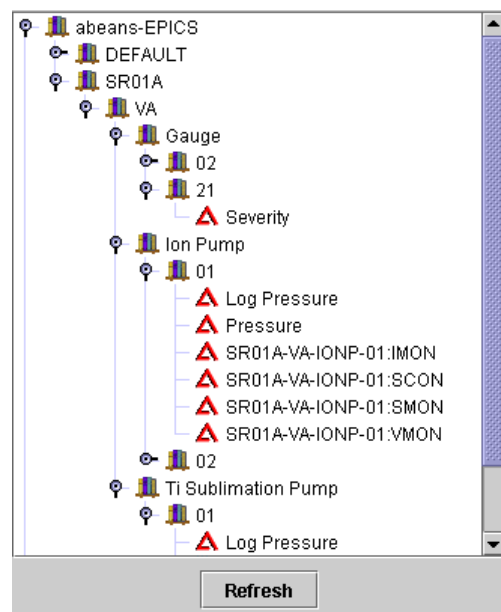 abeans-EPICS
DEFAULT
SR01A
VA
Gauge
02
21
Severity
Ion Pump
01
Log Pressure
Pressure
SR01A-VA-IONP-01:IMON
SR01A-VA-IONP-01:SCON
SR01A-VA-IONP-01:SMON
SR01A-VA-IONP-01:VMON
02
Ti Sublimation Pump
01
Log Pressure
Refresh